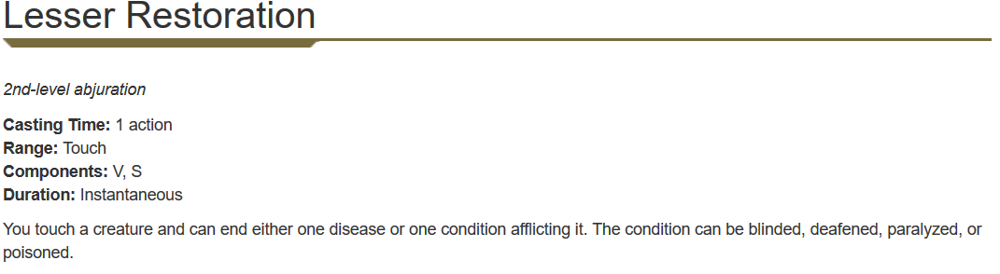 Lesser Restoration
2nd-level abjuration
Casting Time: 1 action
Range: Touch
Components: V, S
Duration: Instantaneous
You touch a creature and can end either one disease or one condition afflicting it. The condition can be blinded, deafened, paralyzed, or
poisoned.